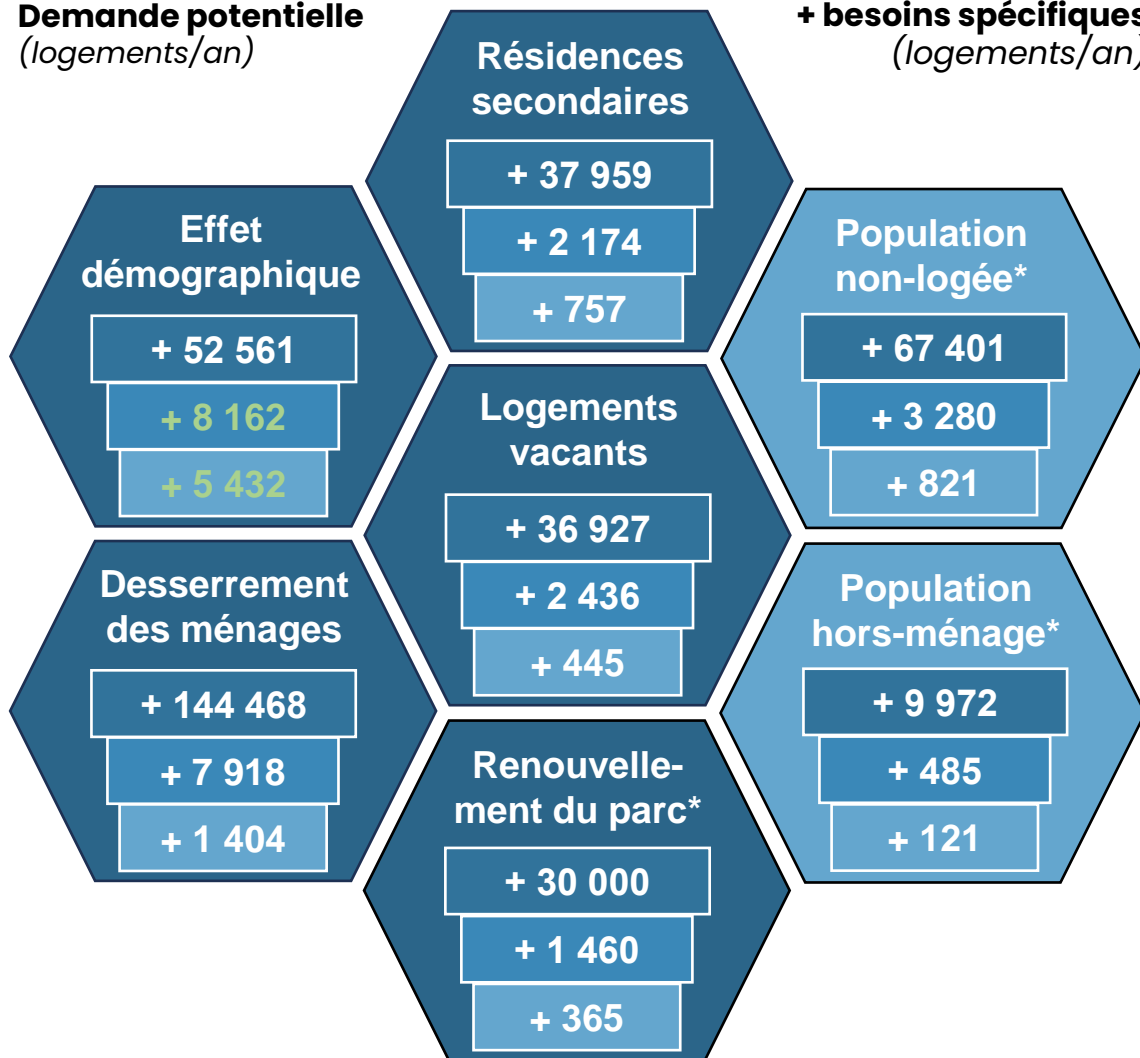 Demande potentielle
(logements/an)
+ besoins spécifiques
(logements/an)
Résidences
secondaires
+ 37 959
+ 2 174
+ 757
Effet
démographique
+ 52 561
+ 8 162
+ 5 432
Population
non-logée*
+ 67 401
+ 3 280
+ 821
Logements
vacants
+ 36 927
+ 2 436
+ 445
Desserrement
des ménages
+ 144 468
+ 7 918
+ 1 404
Population
hors-ménage*
+ 9 972
+ 485
+ 121
Renouvelle-
ment du parc*
+ 30 000
+ 1 460
+ 365